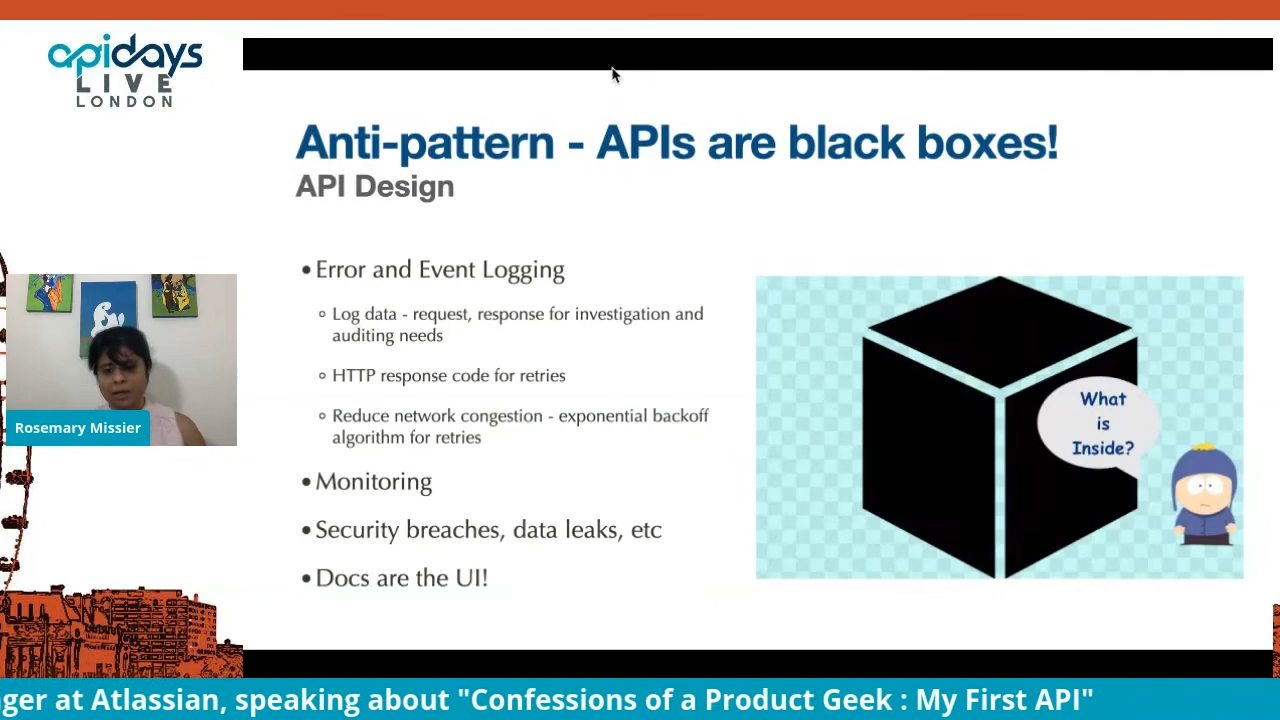 apidays
LIVE
LONDON
Anti-pattern - APIs are black boxes!
API Design
•Error and Event Logging
Log data - request, response for investigation and
auditing needs
HTTP response code for retries
Reduce network congestion - exponential backoff
algorithm for retries
•Monitoring
•Security breaches, data leaks, etc
•Docs are the UI!
What
is
Inside?
Rosemary Missier
ger at Atlassian, speaking about "Confessions of a Product Geek : My First API"